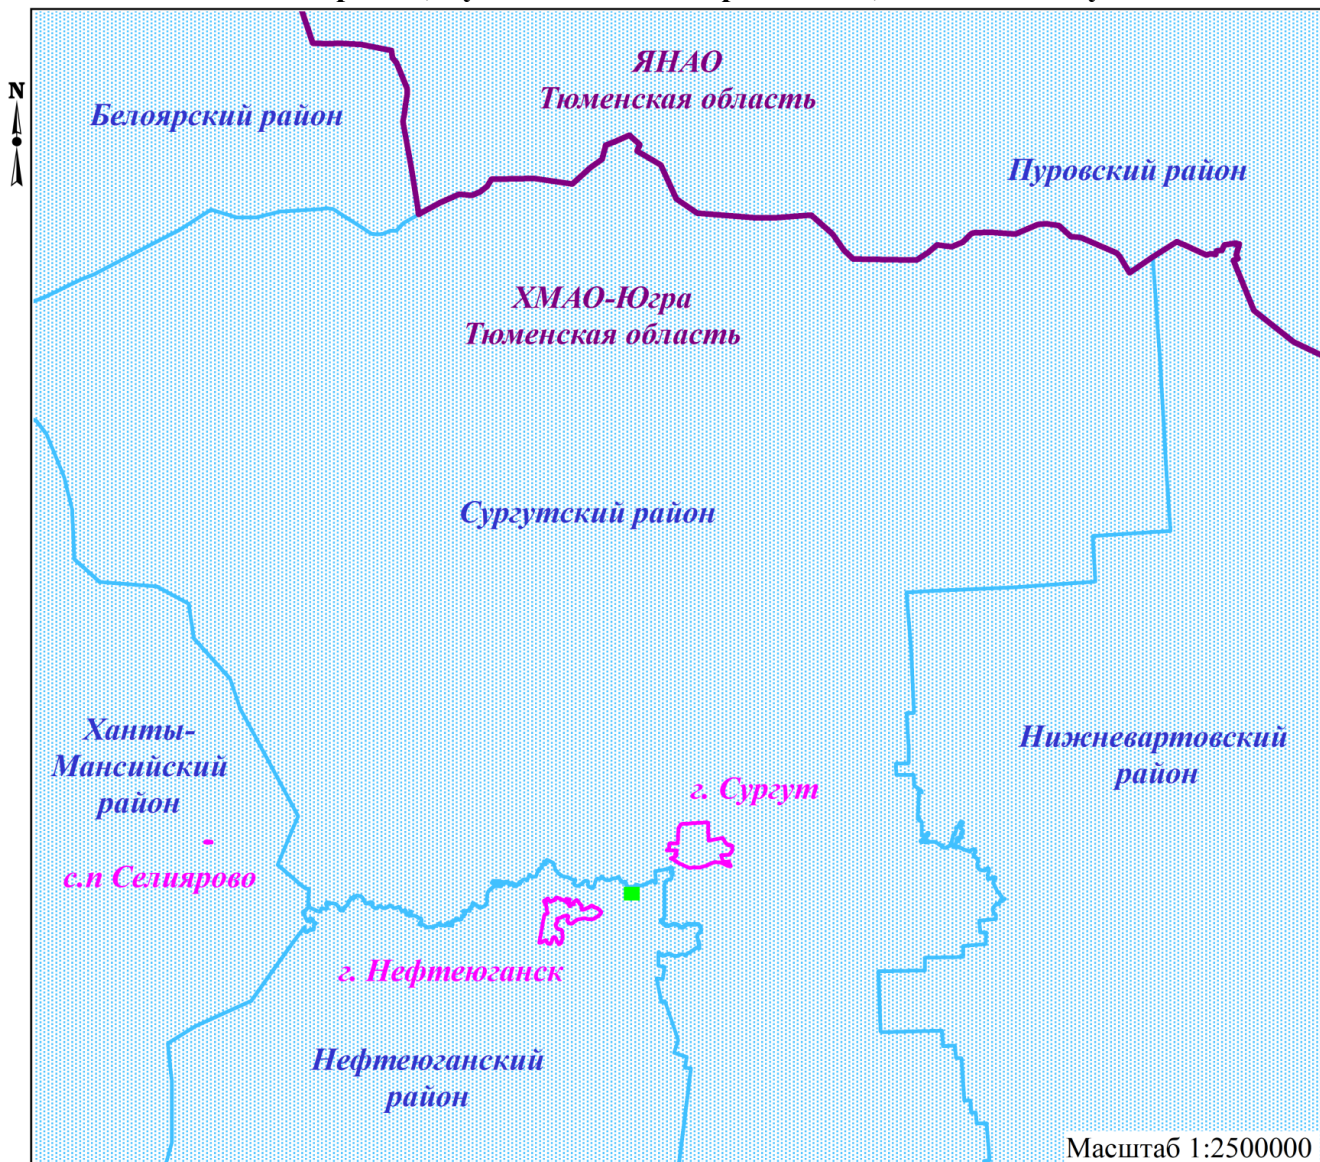 N
ЯНАО
Тюменская область
Белоярский район
Пуровский район
ХМАО-Югра
Тюменская область
Сургутский район
Ханты-
Мансийский
район
Нижневартовский
район
г. Сургут
с.п Селиярово
г. Нефтеюганск
Нефтеюганский
район
Масштаб 1:2500000